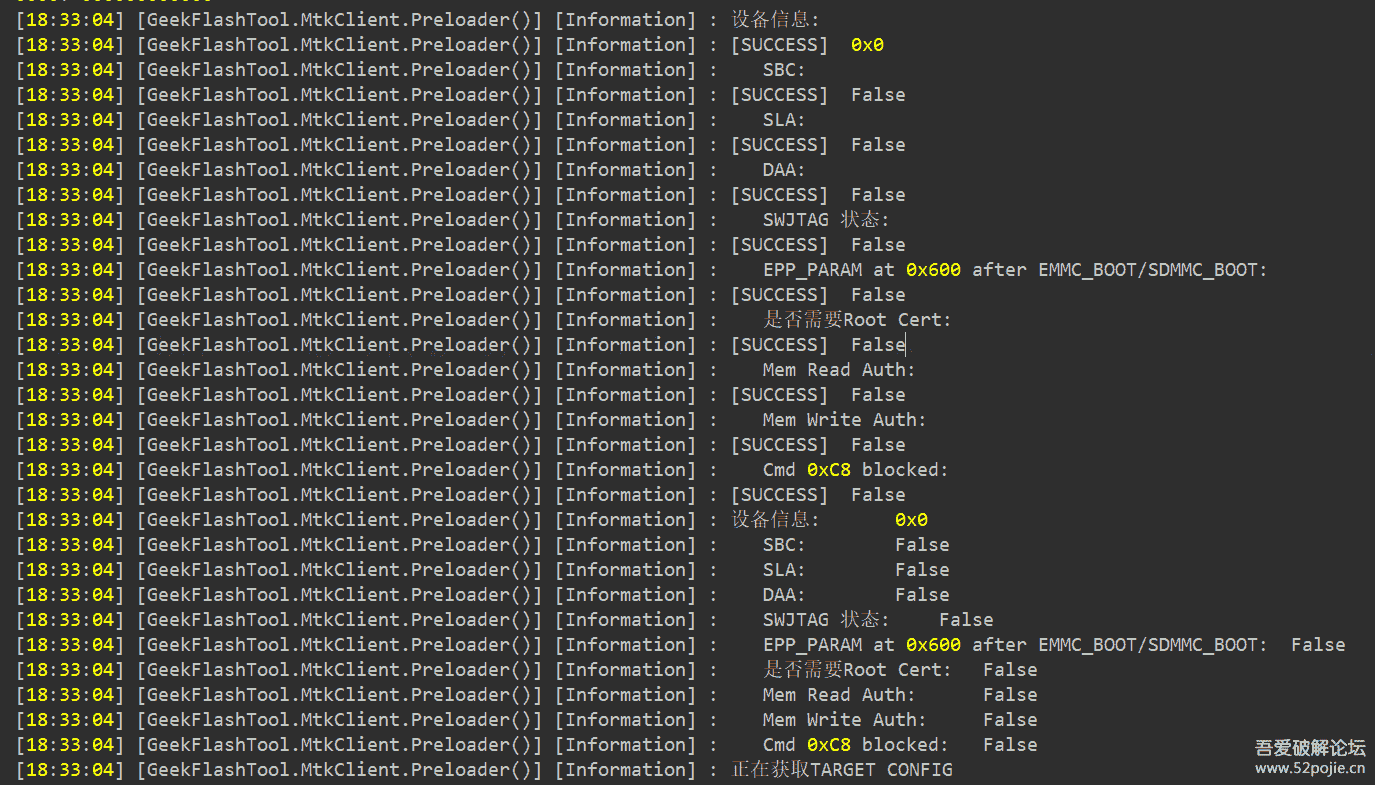 [18:33:04] [GeekFlashTool.MtkClient.Preloader()] [Information] : 设备信息:
[18:33:04] [GeekFlashTool.MtkClient.Preloader()] [Information] : [SUCCESS]  0x0
[18:33:04] [GeekFlashTool.MtkClient.Preloader()] [Information] :    SBC:
[18:33:04] [GeekFlashTool.MtkClient.Preloader()] [Information] : [SUCCESS]  False
[18:33:04] [GeekFlashTool.MtkClient.Preloader()] [Information] :    SLA:
[18:33:04] [GeekFlashTool.MtkClient.Preloader()] [Information] : [SUCCESS]  False
[18:33:04] [GeekFlashTool.MtkClient.Preloader()] [Information] :    DAA:
[18:33:04] [GeekFlashTool.MtkClient.Preloader()] [Information] : [SUCCESS]  False
[18:33:04] [GeekFlashTool.MtkClient.Preloader()] [Information] :    SWJTAG 状态:
[18:33:04] [GeekFlashTool.MtkClient.Preloader()] [Information] : [SUCCESS]  False
[18:33:04] [GeekFlashTool.MtkClient.Preloader()] [Information] :    EPP_PARAM at 0x600 after EMMC_BOOT/SDMMC_BOOT:
[18:33:04] [GeekFlashTool.MtkClient.Preloader()] [Information] : [SUCCESS]  False
[18:33:04] [GeekFlashTool.MtkClient.Preloader()] [Information] :    是否需要Root Cert:
[18:33:04] [GeekFlashTool.MtkClient.Preloader()] [Information] : [SUCCESS]  False
[18:33:04] [GeekFlashTool.MtkClient.Preloader()] [Information] :    Mem Read Auth:
[18:33:04] [GeekFlashTool.MtkClient.Preloader()] [Information] : [SUCCESS]  False
[18:33:04] [GeekFlashTool.MtkClient.Preloader()] [Information] :    Mem Write Auth:
[18:33:04] [GeekFlashTool.MtkClient.Preloader()] [Information] : [SUCCESS]  False
[18:33:04] [GeekFlashTool.MtkClient.Preloader()] [Information] :    Cmd 0xC8 blocked:
[18:33:04] [GeekFlashTool.MtkClient.Preloader()] [Information] : [SUCCESS]  False
[18:33:04] [GeekFlashTool.MtkClient.Preloader()] [Information] : 设备信息:       0x0
[18:33:04] [GeekFlashTool.MtkClient.Preloader()] [Information] :    SBC:        False
[18:33:04] [GeekFlashTool.MtkClient.Preloader()] [Information] :    SLA:        False
[18:33:04] [GeekFlashTool.MtkClient.Preloader()] [Information] :    DAA:        False
[18:33:04] [GeekFlashTool.MtkClient.Preloader()] [Information] :    SWJTAG 状态:    False
[18:33:04] [GeekFlashTool.MtkClient.Preloader()] [Information] :    EPP_PARAM at 0x600 after EMMC_BOOT/SDMMC_BOOT:  False
[18:33:04] [GeekFlashTool.MtkClient.Preloader()] [Information] :    是否需要Root Cert:   False
[18:33:04] [GeekFlashTool.MtkClient.Preloader()] [Information] :    Mem Read Auth:      False
[18:33:04] [GeekFlashTool.MtkClient.Preloader()] [Information] :    Mem Write Auth:     False
[18:33:04] [GeekFlashTool.MtkClient.Preloader()] [Information] :    Cmd 0xC8 blocked:   False
[18:33:04] [GeekFlashTool.MtkClient.Preloader()] [Information] : 正在获取TARGET CONFIG
吾爱破解论坛
www.52pojie.cn